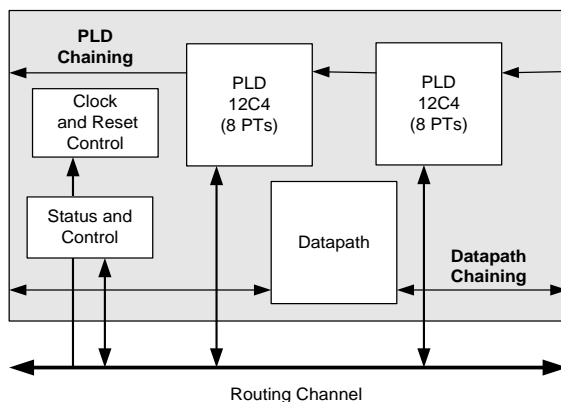 PLD
Chaining
PLD
12C4
(8 PTs)
PLD
12C4
(8 PTs)
Clock
and Reset
Control
Status and
Control
Datapath
Datapath
Chaining
Routing Channel